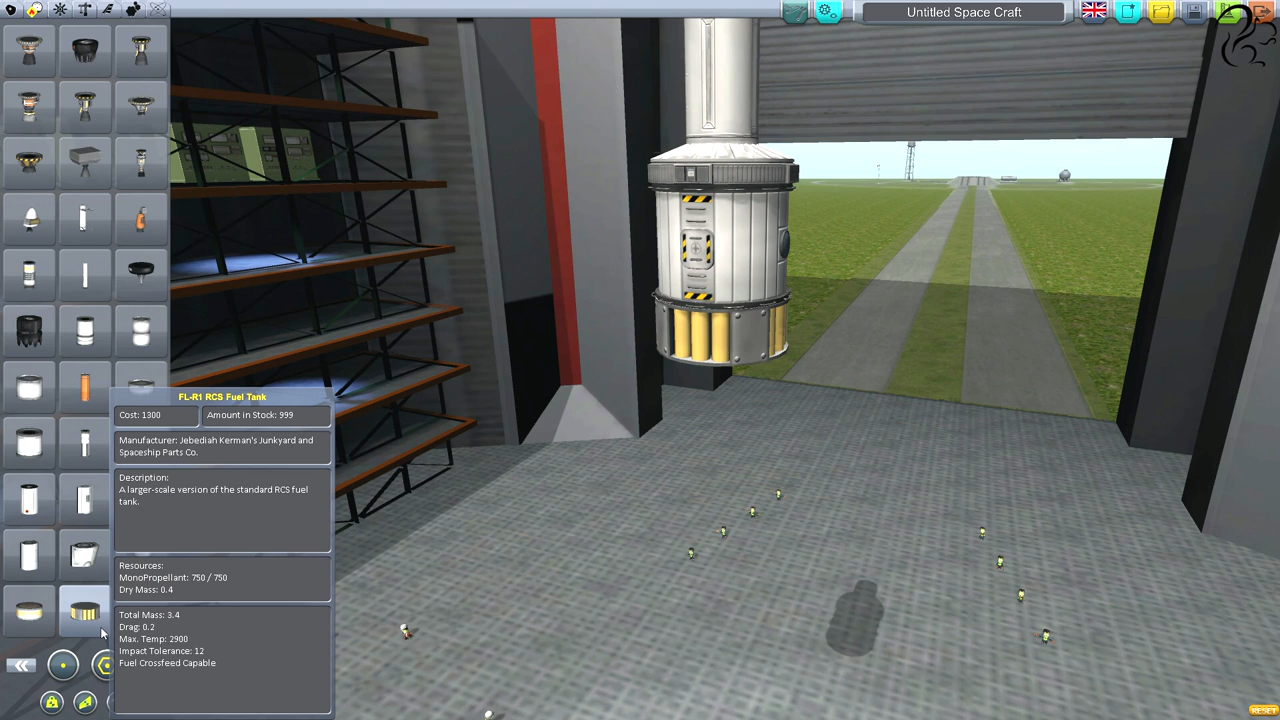 Untitled Space Craft
FL-R1 RCS Fuel Tank
Cost: 1300
Amount in Stock: 999
Manufacturer: Jebediah Kerman's Junkyard and
Spaceship Parts Co.
Description:
A larger-scale version of the standard RCS fuel
tank.
Resources:
MonoPropellant: 750 / 750
Dry Mass: 0.4
Total Mass: 3.4
Drag: 0.2
Max. Temp: 2900
Impact Tolerance: 12
Fuel Crossfeed Capable
RESET